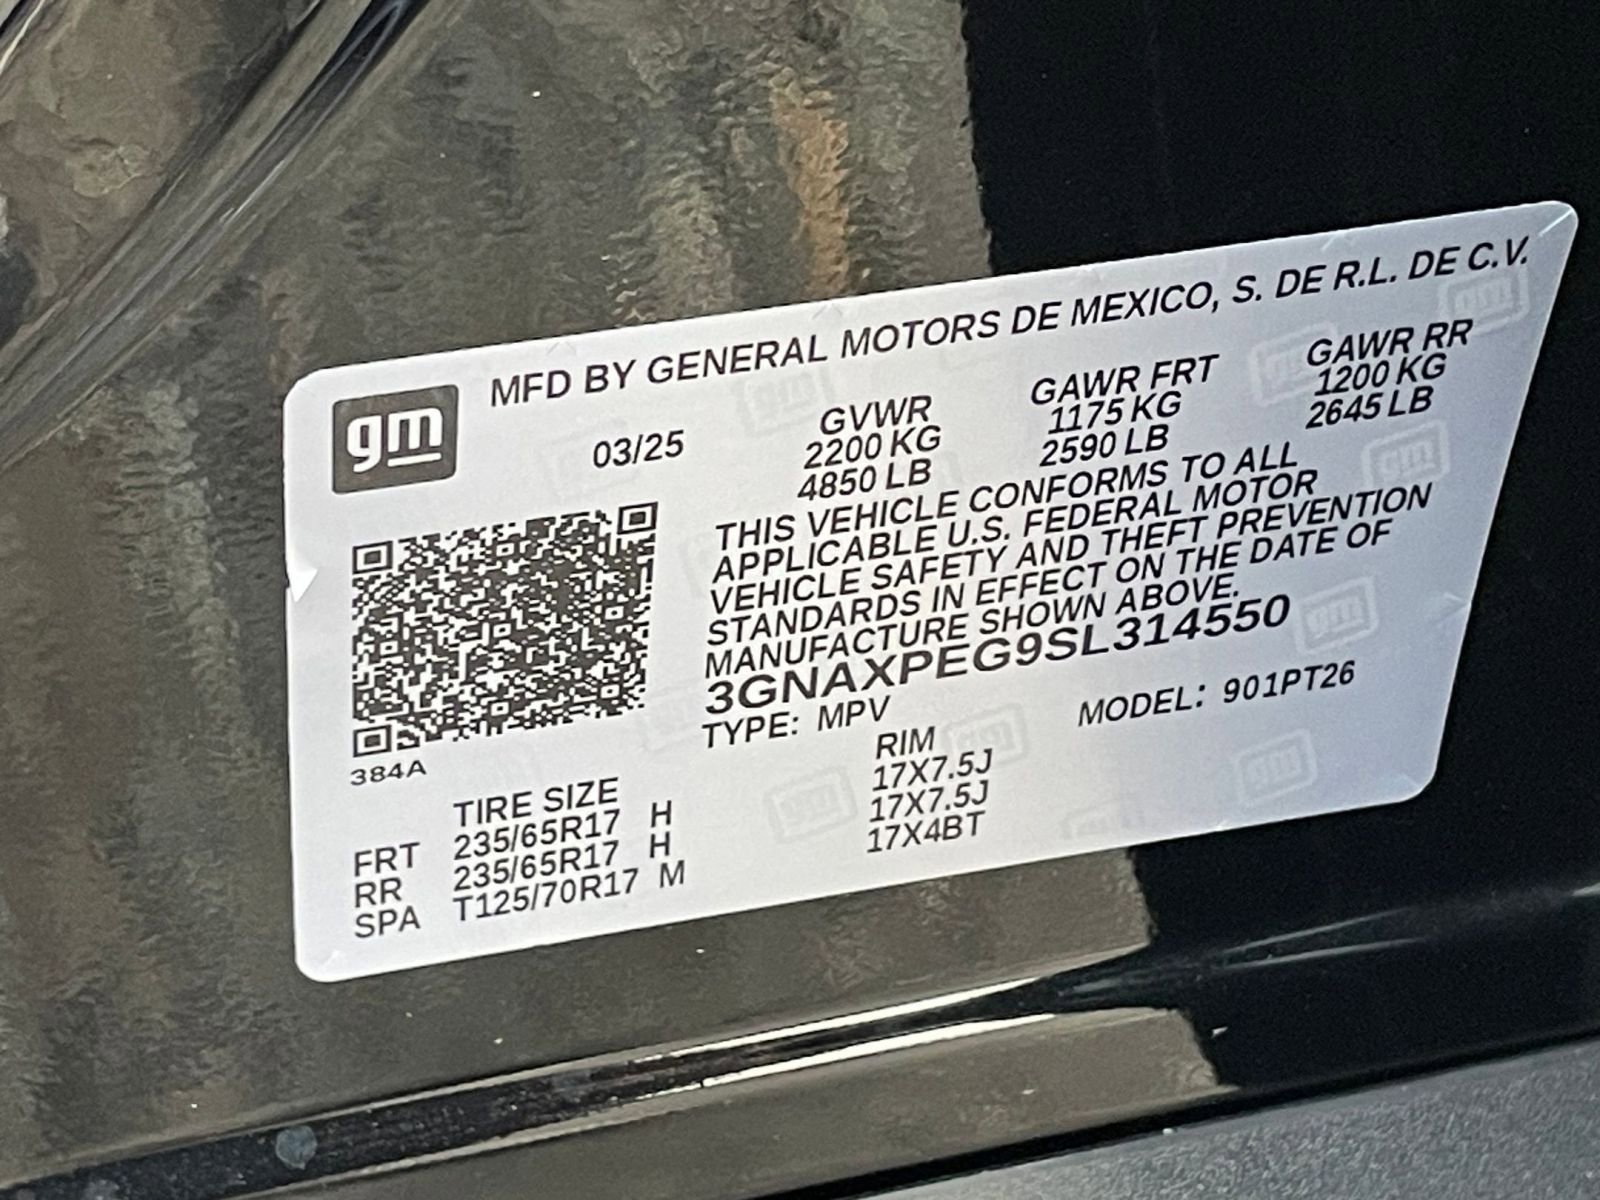 MFD BY GENERAL MOTORS DE MEXICO, S. DE R.L. DE C.V.
gm
03/25
GVWR GAWR FRT GAWR RR
2200 KG 1175 KG 1200 KG
4850 LB 2590 LB 2645 LB
THIS VEHICLE CONFORMS TO ALL
APPLICABLE U.S. FEDERAL MOTOR
VEHICLE SAFETY AND THEFT PREVENTION
STANDARDS IN EFFECT ON THE DATE OF
MANUFACTURE SHOWN ABOVE.
3GNAXPEG9SL314550
TYPE: MPV MODEL: 901PT26
384A
TIRE SIZE RIM
FRT 235/65R17 H 17X7.5J
RR 235/65R17 H 17X7.5J
SPA T125/70R17 M 17X4BT